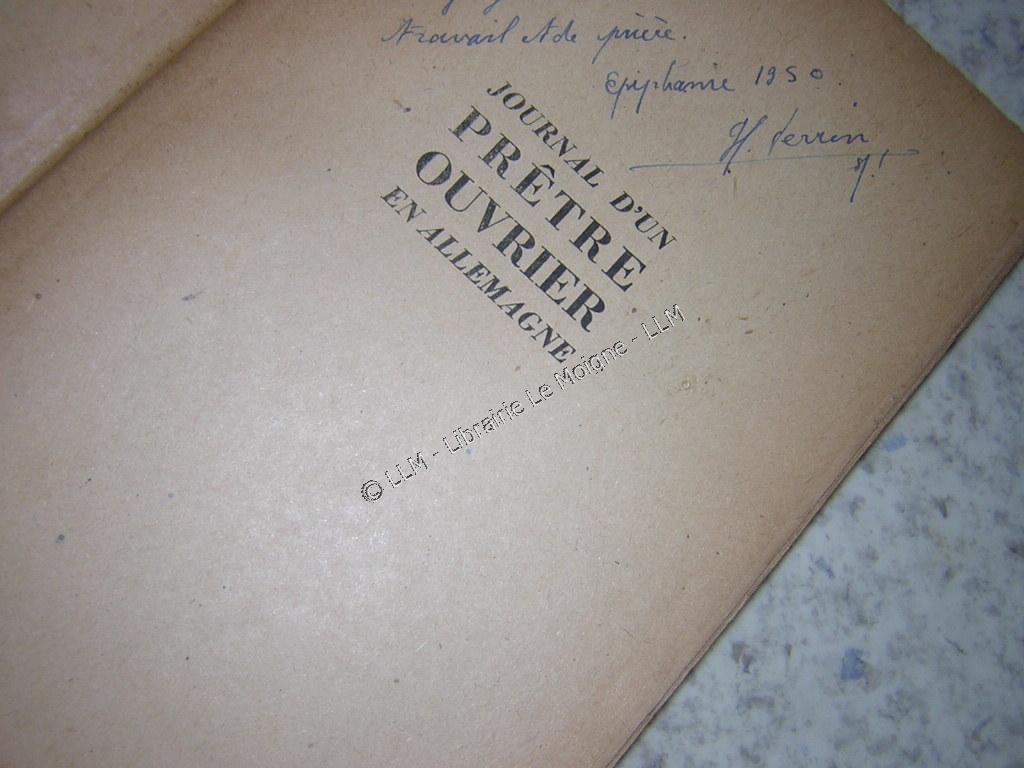 travail et de prière.
Epiphanie 1950.
H. Perrin
JOURNAL D'UN
PRÊTRE
OUVRIER
EN ALLEMAGNE
© LLM - Librairie Le Moigne - LLM